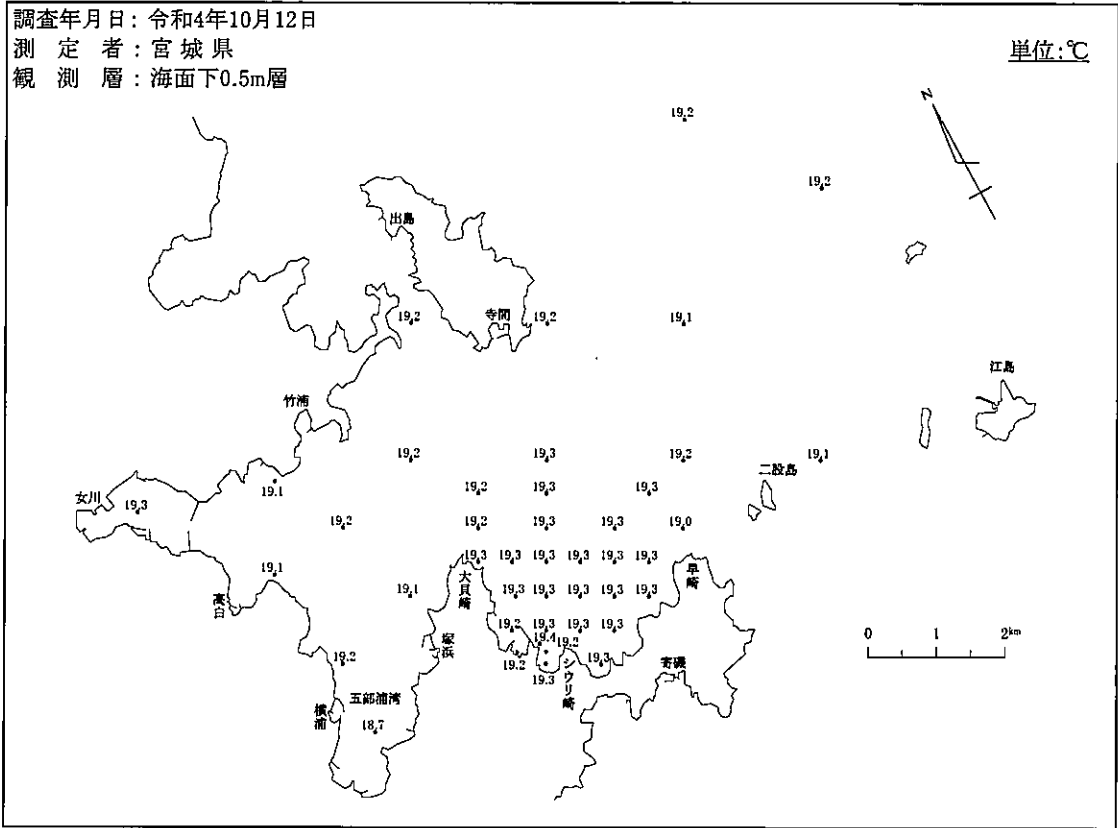 調査年月日：令和4年10月12日
測定者：宮城県
観測層：海面下0.5m層
単位:℃
N
19.2
19.2
出島
19.2
寺間
19.2
19.1
江島
竹浦
19.2
19.3
19.2
19.1
二股島
女川
19.3
19.1
19.2
19.3
19.3
19.2
19.2
19.3
19.3
19.0
19.3
19.3
19.3
19.3
19.3
19.3
19.1
大貝崎
早崎
高白
19.1
19.3
19.3
19.3
19.3
19.3
19.2
19.3
19.3
19.3
塚浜
19.4
19.2
19.2
19.2
19.3
19.3
シウリ崎
寄磯
0 1 2km
五部浦湾
横浦
18.7